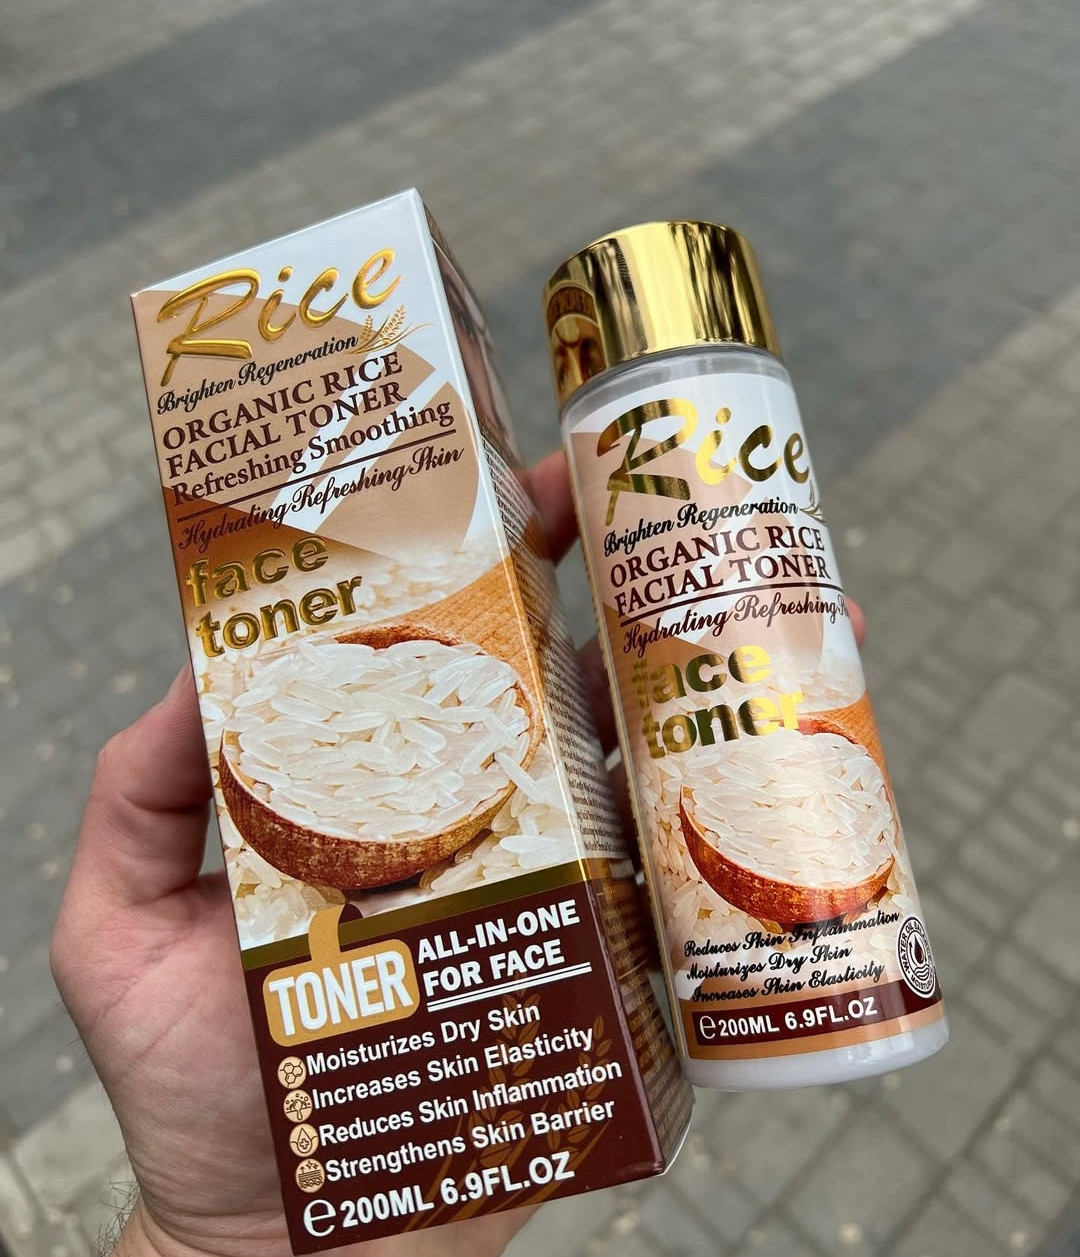 Rice
Brighten Regeneration
ORGANIC RICE
FACIAL TONER
Refreshing Smoothing
Hydrating Refreshing Skin
face
toner
TONER
ALL-IN-ONE
FOR FACE
Moisturizes Dry Skin
Increases Skin Elasticity
Reduces Skin Inflammation
Strengthens Skin Barrier
℮ 200ML 6.9FL.OZ
Rice
Brighten Regeneration
ORGANIC RICE
FACIAL TONER
Hydrating Refreshing
face
toner
Reduces Skin Inflammation
Moisturizes Dry Skin
Increases Skin Elasticity
℮ 200ML 6.9FL.OZ